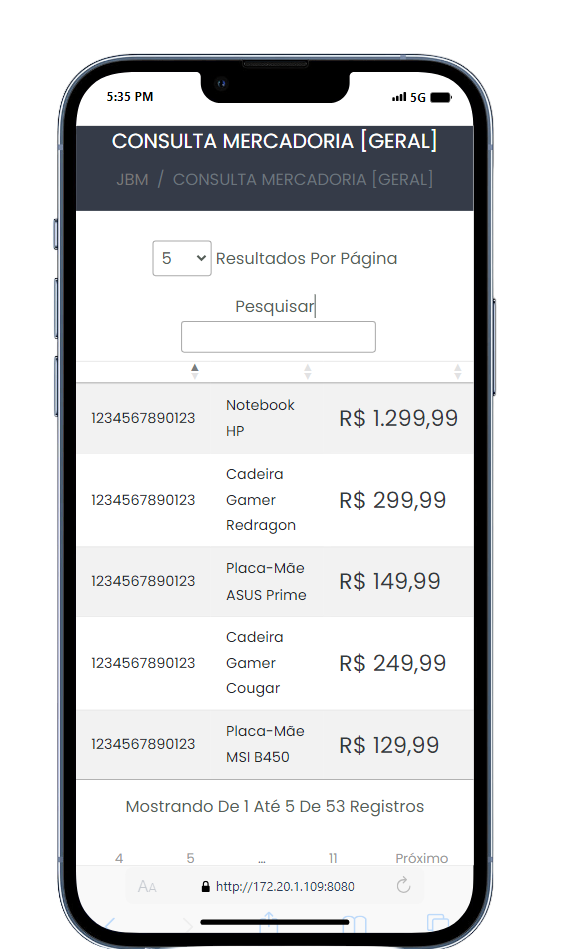 5:35 PM
5G
CONSULTA MERCADORIA [GERAL]
JBM / CONSULTA MERCADORIA [GERAL]
5 Resultados Por Página
Pesquisar
1234567890123 Notebook HP R$ 1.299,99
1234567890123 Cadeira Gamer Redragon R$ 299,99
1234567890123 Placa-Mãe ASUS Prime R$ 149,99
1234567890123 Cadeira Gamer Cougar R$ 249,99
1234567890123 Placa-Mãe MSI B450 R$ 129,99
Mostrando De 1 Até 5 De 53 Registros
4 5 ... 11 Próximo
AA http://172.20.1.109:8080